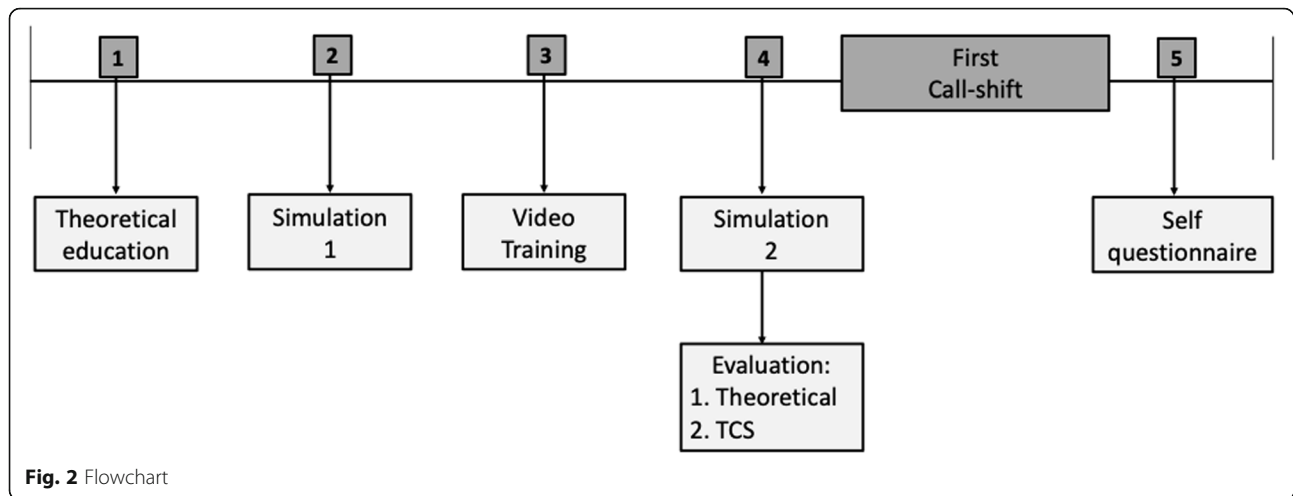 1
2
3
4
First
Call-shift
5
Theoretical
education
Simulation
1
Video
Training
Simulation
2
Self
questionnaire
Evaluation:
1. Theoretical
2. TCS
Fig. 2 Flowchart